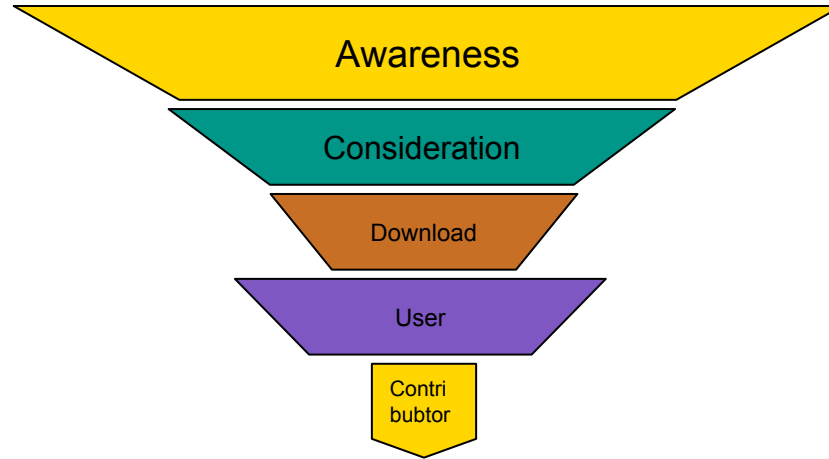 Awareness
Consideration
Download
User
Contri
bubtor